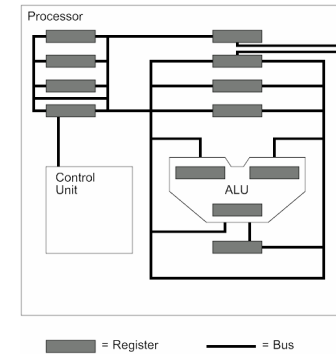 Processor
Control
Unit
ALU
= Register
= Bus